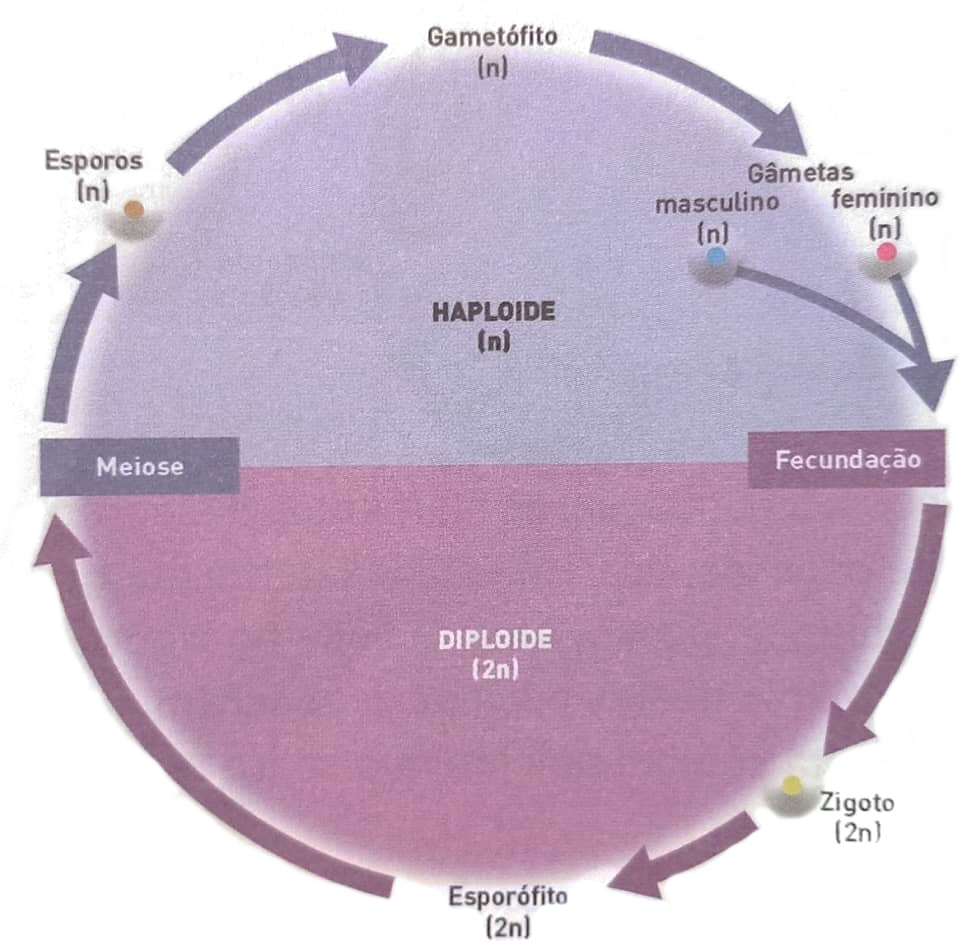 Gametófito
(n)
Esporos
(n)
Gâmetas
masculino
(n)
feminino
(n)
HAPLOIDE
(n)
Meiose
Fecundação
DIPLOIDE
(2n)
Zigoto
(2n)
Esporófito
(2n)